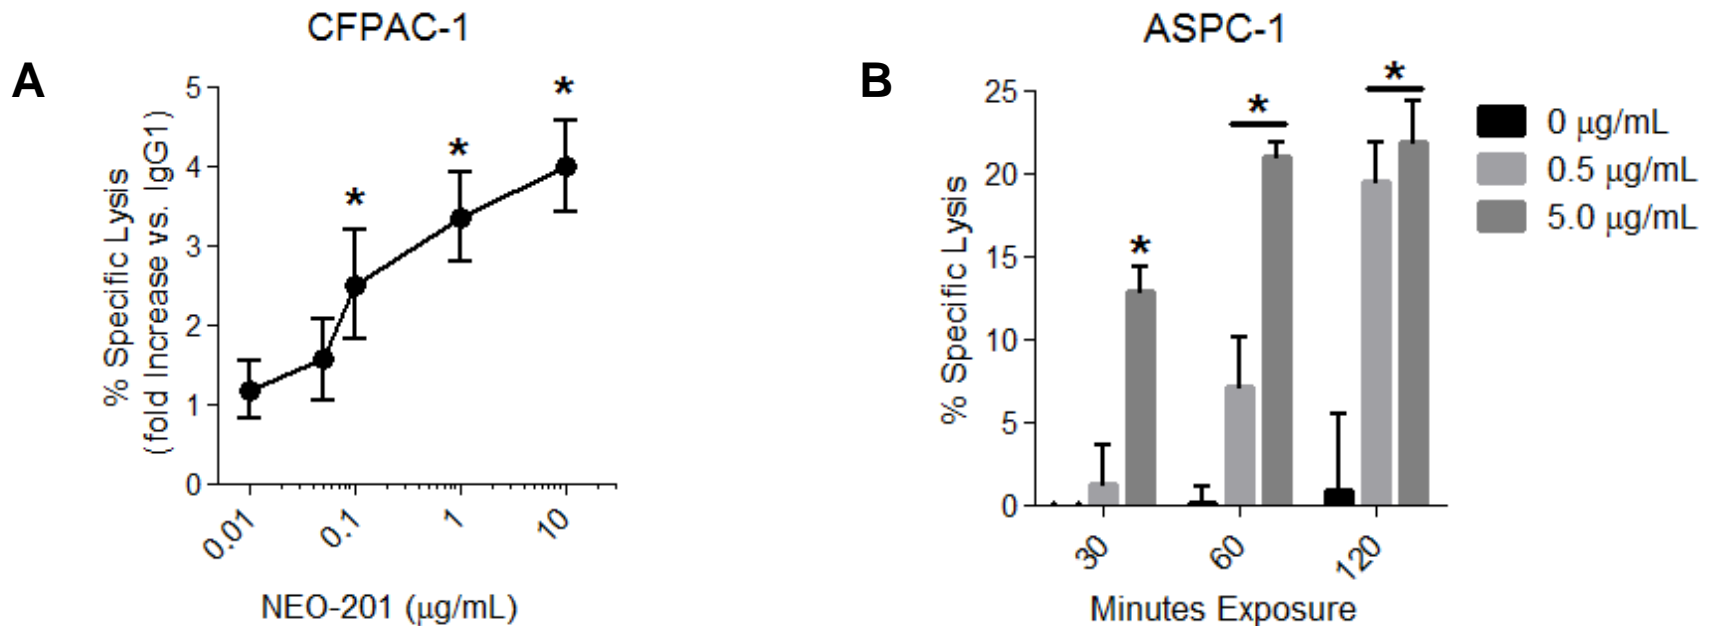 CFPAC-1
A
% Specific Lysis
(fold Increase vs. IgG1)
5
4
3
2
1
0
*
*
*
0.01
0.1
1
10
NEO-201 (μg/mL)
ASPC-1
B
% Specific Lysis
25
20
15
10
5
0
*
*
*
30
60
120
Minutes Exposure
0 μg/mL
0.5 μg/mL
5.0 μg/mL